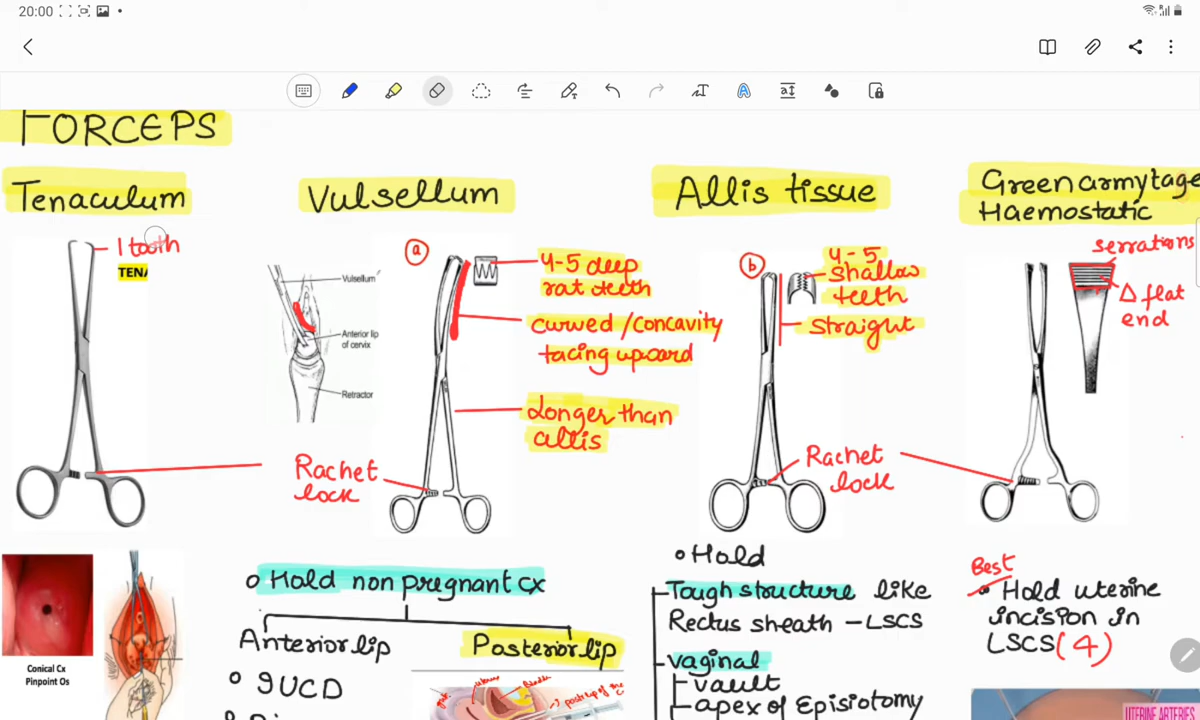 20:00
FORCEPS
Tenaculum
Vulsellum
Allis tissue
Green armytage
Haemostatic
1 tooth
TENA
Vulsellum
Anterior lip
of cervix
Retractor
a
4-5 deep
rat teeth
curved/concavity
facing upward
Longer than
allis
Rachet
lock
b
4-5
shallow
teeth
straight
Rachet
lock
serrations
Δ flat
end
Conical Cx
Pinpoint Os
Hold non pregnant cx
Anterior lip
Posterior lip
IUCD
Bladder
Hold
Tough structure like
Rectus sheath - LSCS
vaginal
vault
apex of Episiotomy
Best
Hold uterine
incision in
LSCS (4)
UTERINE ARTERIES